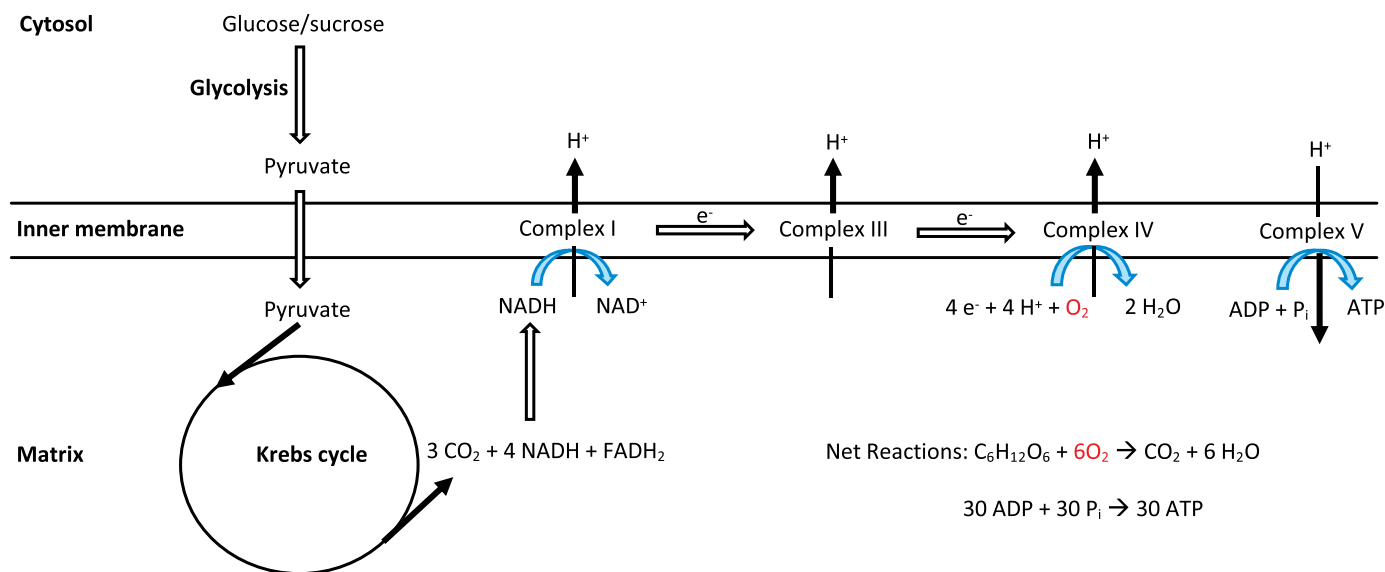 Cytosol
Glucose/sucrose
Glycolysis
Pyruvate
H⁺
H⁺
H⁺
H⁺
Inner membrane
Complex I
e⁻
Complex III
e⁻
Complex IV
Complex V
Pyruvate
NADH
NAD⁺
4 e⁻ + 4 H⁺ + O₂
2 H₂O
ADP + Pᵢ
ATP
Matrix
Krebs cycle
3 CO₂ + 4 NADH + FADH₂
Net Reactions: C₆H₁₂O₆ + 6O₂ → CO₂ + 6 H₂O
30 ADP + 30 Pᵢ → 30 ATP